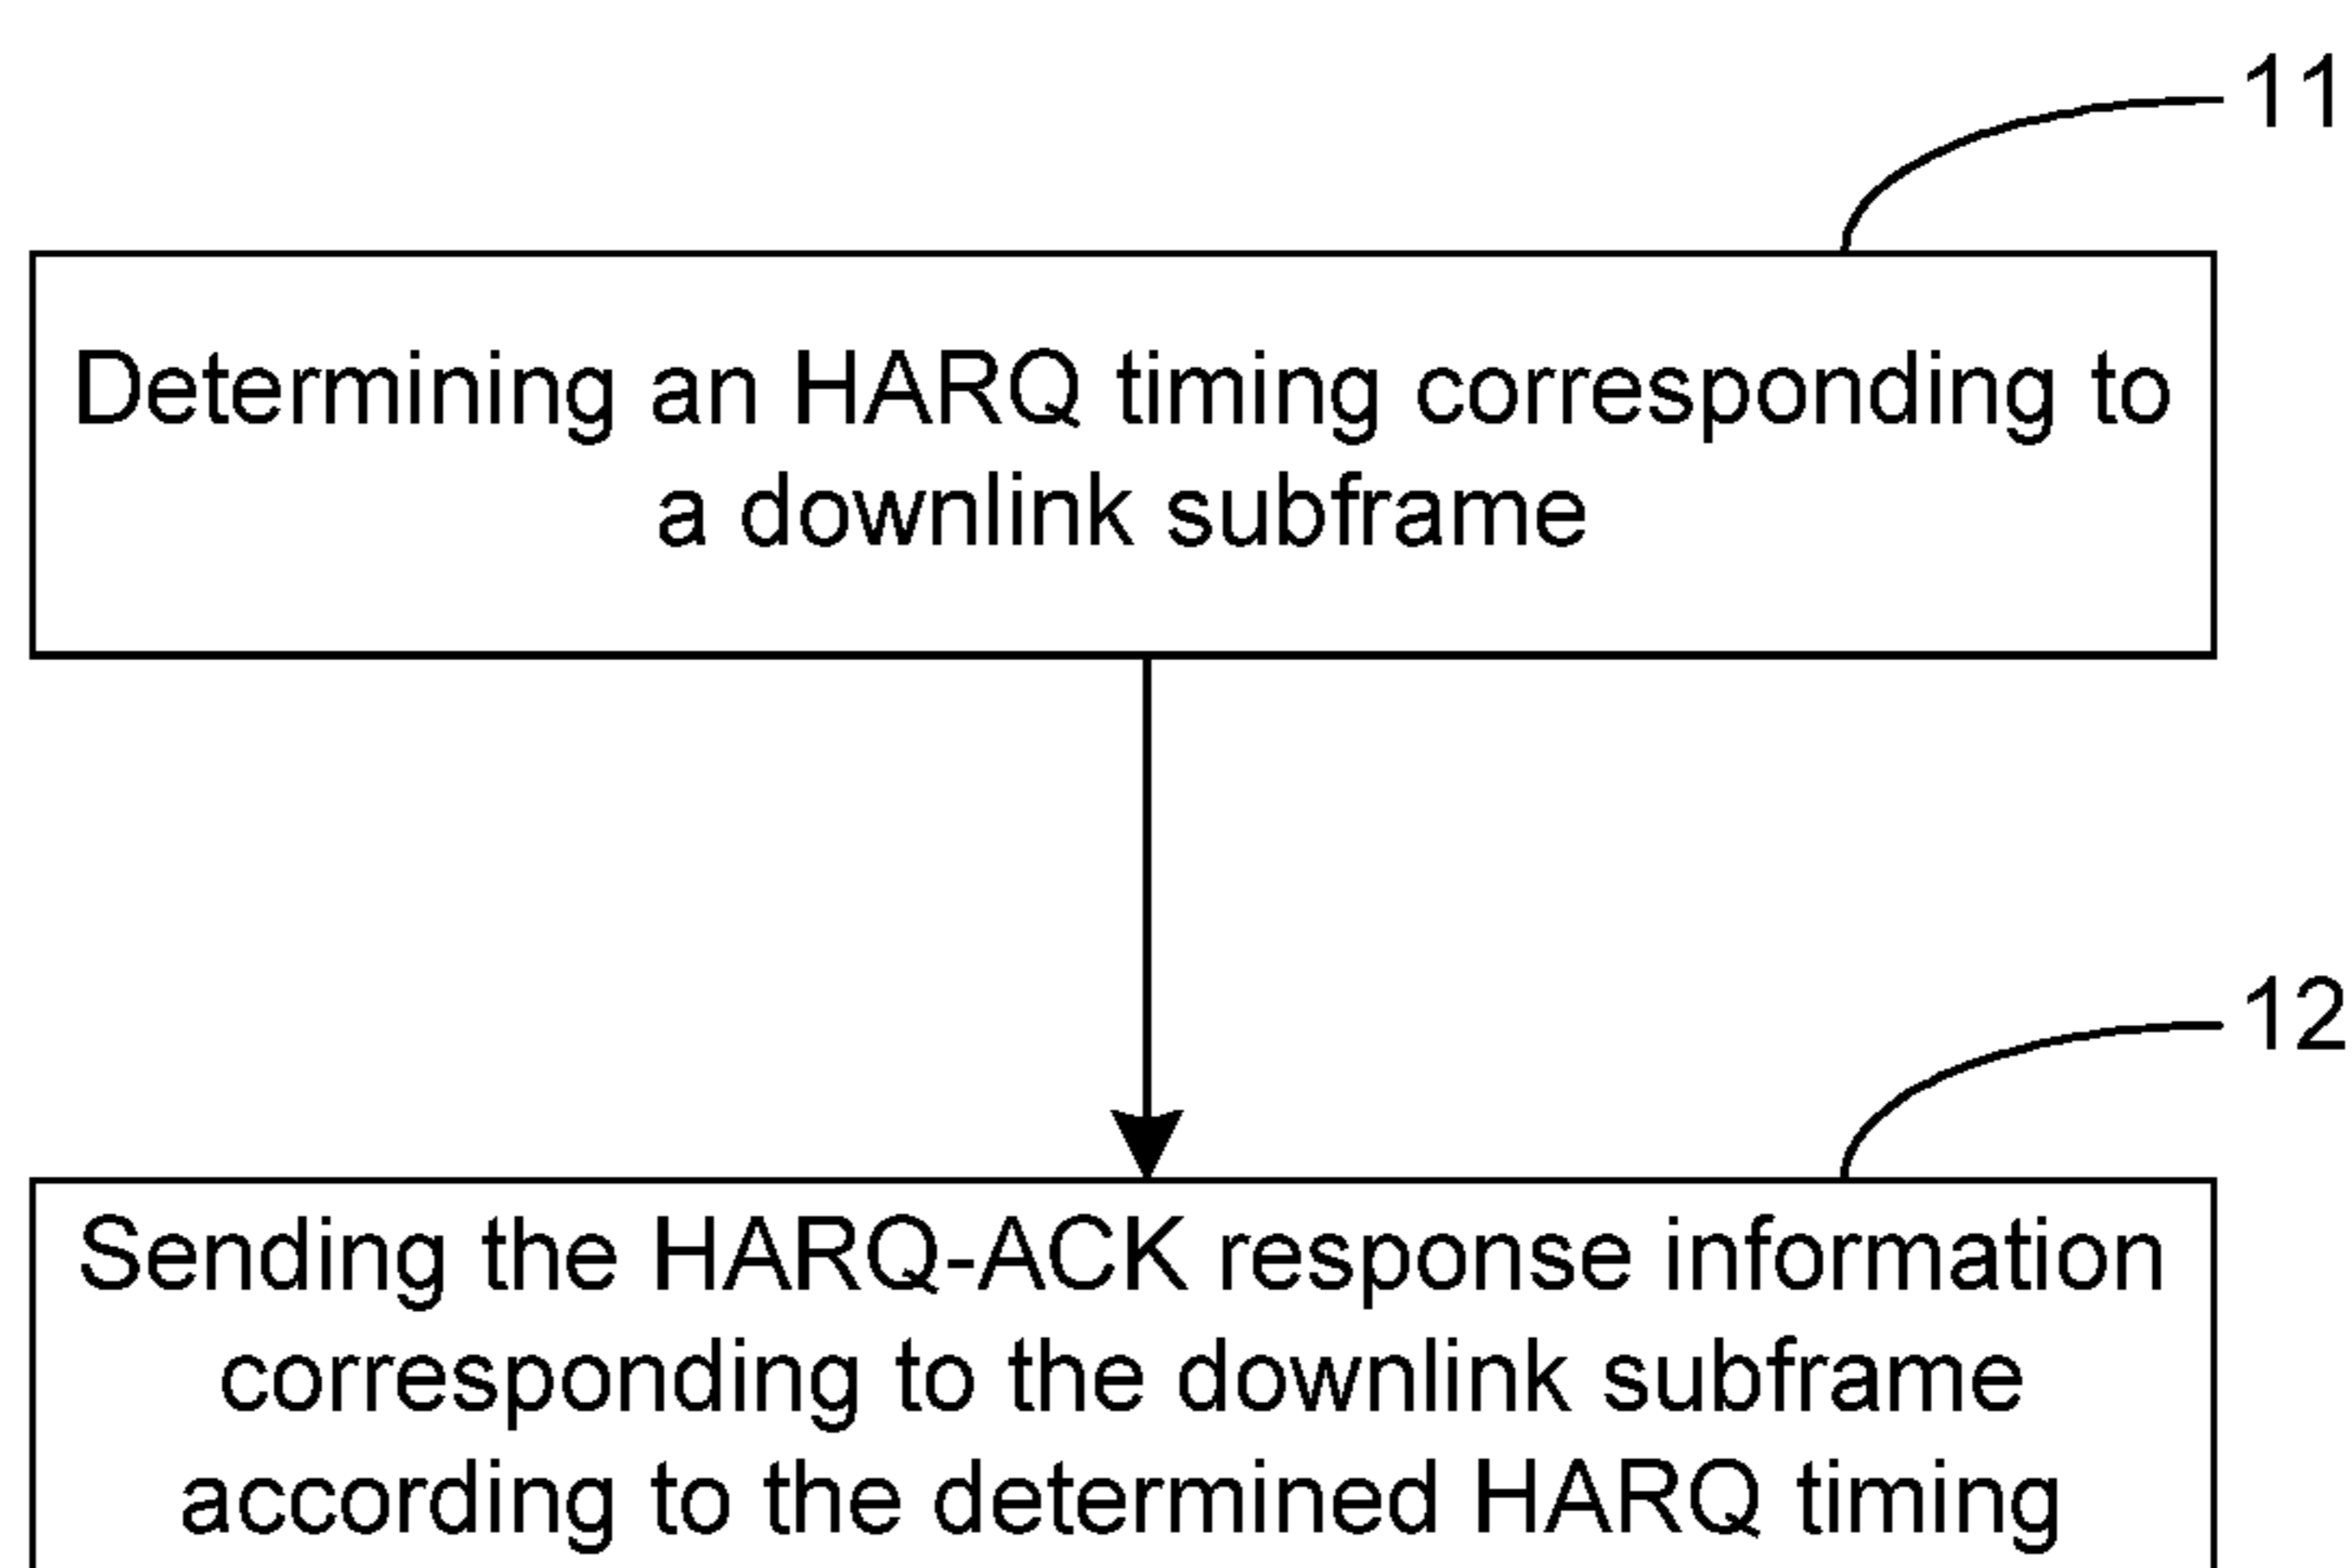 11
Determining an HARQ timing corresponding to
a downlink subframe
12
Sending the HARQ-ACK response information
corresponding to the downlink subframe
according to the determined HARQ timing